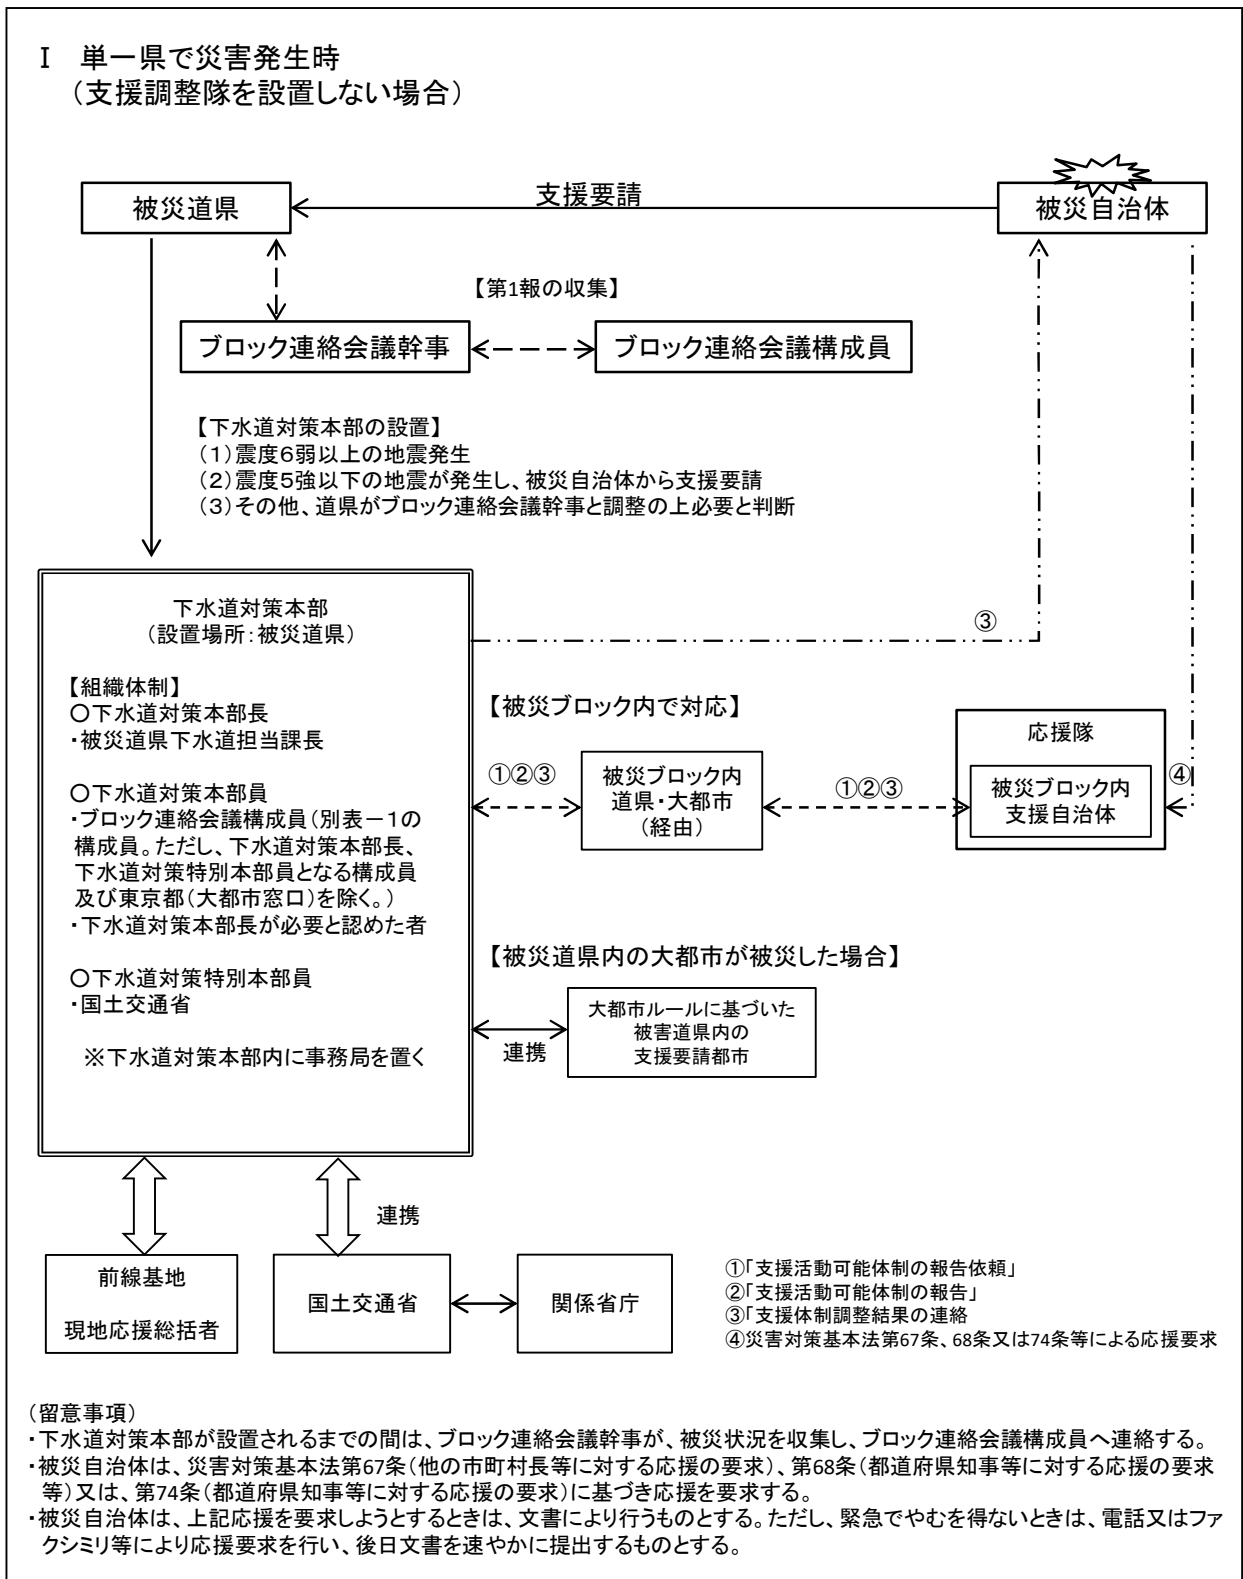 Ⅰ　単一県で災害発生時
（支援調整隊を設置しない場合）
支援要請
被災道県
被災自治体
【第1報の収集】
ブロック連絡会議幹事
ブロック連絡会議構成員
【下水道対策本部の設置】
（１）震度６弱以上の地震発生
（２）震度５強以下の地震が発生し、被災自治体から支援要請
（３）その他、道県がブロック連絡会議幹事と調整の上必要と判断
下水道対策本部
（設置場所：被災道県）
【組織体制】
○下水道対策本部長
・被災道県下水道担当課長
○下水道対策本部員
・ブロック連絡会議構成員（別表－１の
構成員。ただし、下水道対策本部長、
下水道対策特別本部員となる構成員
及び東京都（大都市窓口）を除く。）
・下水道対策本部長が必要と認めた者
○下水道対策特別本部員
・国土交通省
※下水道対策本部内に事務局を置く
③
【被災ブロック内で対応】
①②③
被災ブロック内
道県・大都市
（経由）
①②③
応援隊
被災ブロック内
支援自治体
④
【被災道県内の大都市が被災した場合】
連携
大都市ルールに基づいた
被害道県内の
支援要請都市
連携
前線基地
現地応援総括者
国土交通省
関係省庁
①「支援活動可能体制の報告依頼」
②「支援活動可能体制の報告」
③「支援体制調整結果の連絡
④災害対策基本法第67条、68条又は74条等による応援要求
（留意事項）
・下水道対策本部が設置されるまでの間は、ブロック連絡会議幹事が、被災状況を収集し、ブロック連絡会議構成員へ連絡する。
・被災自治体は、災害対策基本法第67条（他の市町村長等に対する応援の要求）、第68条（都道府県知事等に対する応援の要求
等）又は、第74条（都道府県知事等に対する応援の要求）に基づき応援を要求する。
・被災自治体は、上記応援を要求しようとするときは、文書により行うものとする。ただし、緊急でやむを得ないときは、電話又はファ
クシミリ等により応援要求を行い、後日文書を速やかに提出するものとする。